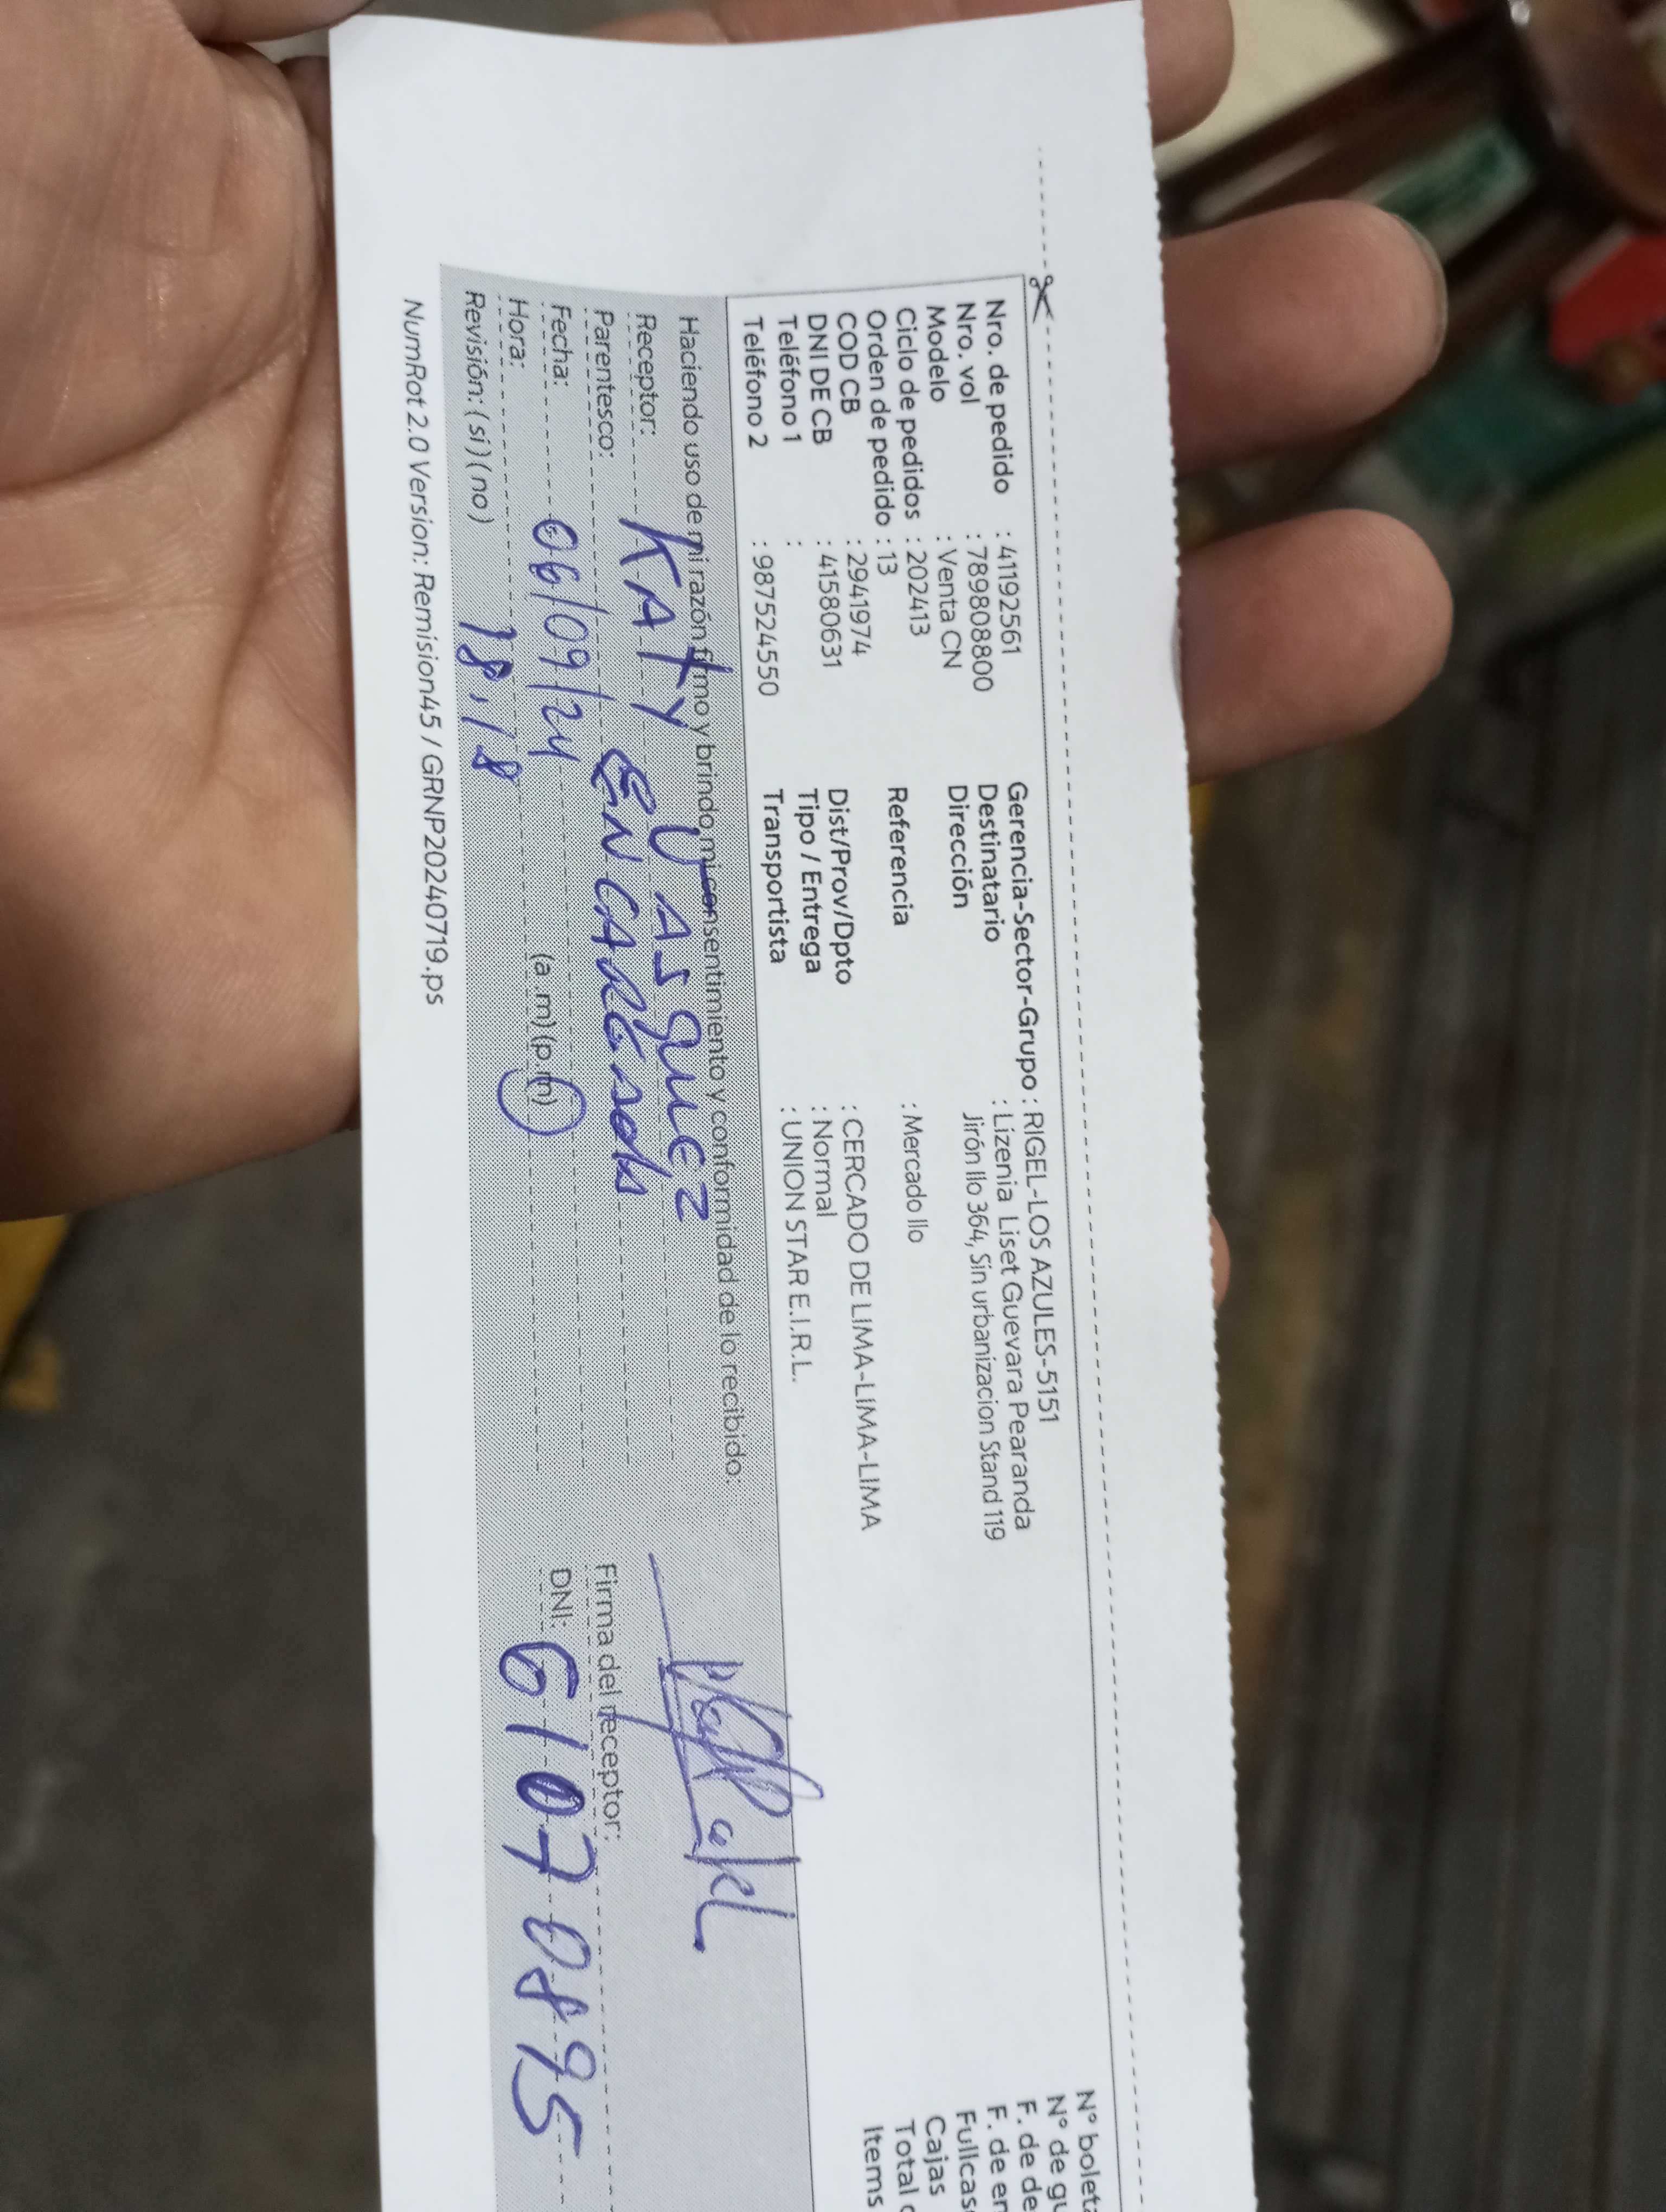 Nro. de pedido : 41192561
Nro. vol : 789808800
Modelo : Venta CN
Ciclo de pedidos : 202413
Orden de pedido : 13
COD CB : 2941974
DNI DE CB : 41580631
Teléfono 1 :
Teléfono 2 : 987524550
Gerencia-Sector-Grupo : RIGEL-LOS AZULES-5151
Destinatario : Lizenia Liset Guevara Pearanda
Dirección Jirón Ilo 364, Sin urbanizacion Stand 119
Referencia : Mercado Ilo
Dist/Prov/Dpto : CERCADO DE LIMA-LIMA-LIMA
Tipo / Entrega : Normal
Transportista : UNION STAR E.I.R.L.
N° boleta
N° de gu
F. de de
F. de en
Fullcas
Cajas
Total
Items
Haciendo uso de mi razón firmo y brindo mi consentimiento y conformidad de lo recibido:
Receptor: KATY VASQUEZ
Parentesco: ENCARGADA
Fecha: 06/09/24
Hora: 18:18 (a.m) (p.m)
Revisión: (si) (no)
Firma del receptor:
DNI: 61070895
NumRot 2.0 Version: Remision45 / GRNP20240719.ps